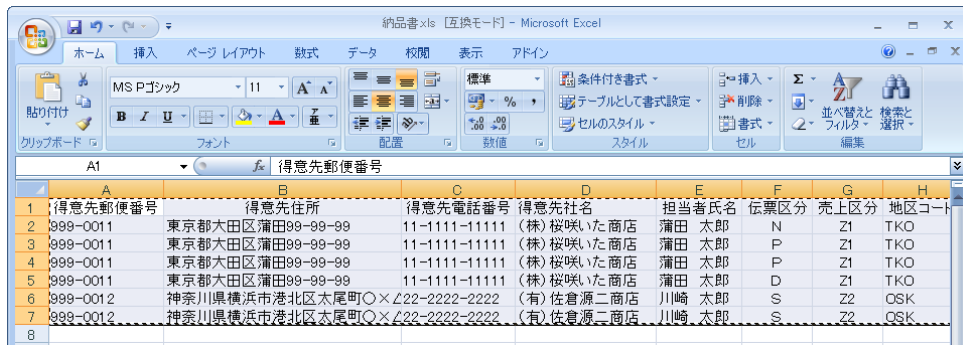 納品書.xls [互換モード] - Microsoft Excel
ホーム 挿入 ページ レイアウト 数式 データ 校閲 表示 アドイン
貼り付け
MS Pゴシック 11 A A
標準
条件付き書式
挿入
Σ
B I U A 亜
% ,
テーブルとして書式設定
削除
並べ替えと フィルタ
検索と 選択
.0 .00 .00 .0
セルのスタイル
書式
クリップボード フォント 配置 数値 スタイル セル 編集
A1 fx 得意先郵便番号
A B C D E F G H
1 得意先郵便番号 得意先住所 得意先電話番号 得意先社名 担当者氏名 伝票区分 売上区分 地区コード
2 999-0011 東京都大田区蒲田99-99-99 11-1111-11111 (株)桜咲いた商店 蒲田 太郎 N Z1 TKO
3 999-0011 東京都大田区蒲田99-99-99 11-1111-11111 (株)桜咲いた商店 蒲田 太郎 P Z1 TKO
4 999-0011 東京都大田区蒲田99-99-99 11-1111-11111 (株)桜咲いた商店 蒲田 太郎 P Z1 TKO
5 999-0011 東京都大田区蒲田99-99-99 11-1111-11111 (株)桜咲いた商店 蒲田 太郎 D Z1 TKO
6 999-0012 神奈川県横浜市港北区太尾町○× 22-2222-2222 (有)佐倉源二商店 川崎 太郎 S Z2 OSK
7 999-0012 神奈川県横浜市港北区太尾町○× 22-2222-2222 (有)佐倉源二商店 川崎 太郎 S Z2 OSK
8